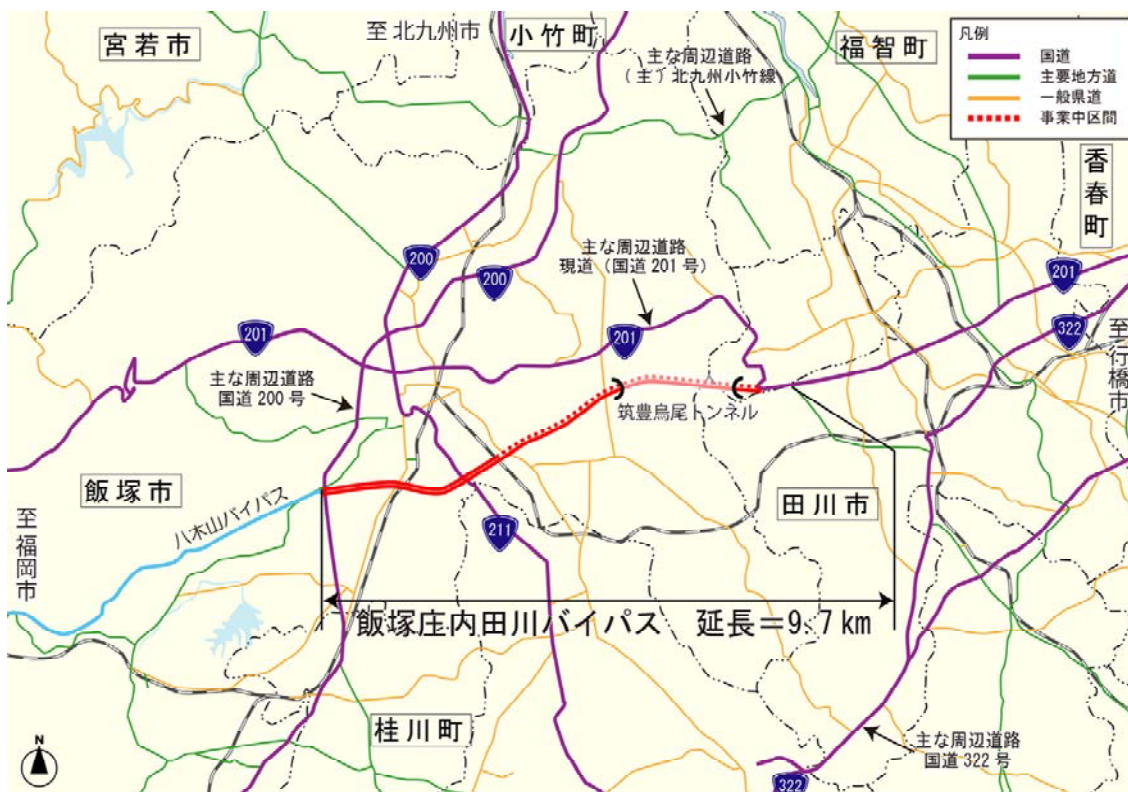 宮若市
至 北九州市
小竹町
主な周辺道路
(主)北九州小竹線
福智町
凡例
国道
主要地方道
一般県道
事業中区間
香春町
200
200
主な周辺道路
現道(国道 201 号)
201
322
201
201
至行橋市
主な周辺道路
国道 200 号
筑豊烏尾トンネル
飯塚市
八木山バイパス
至福岡市
211
田川市
飯塚庄内田川バイパス 延長=9.7 km
桂川町
主な周辺道路
国道 322 号
322
N